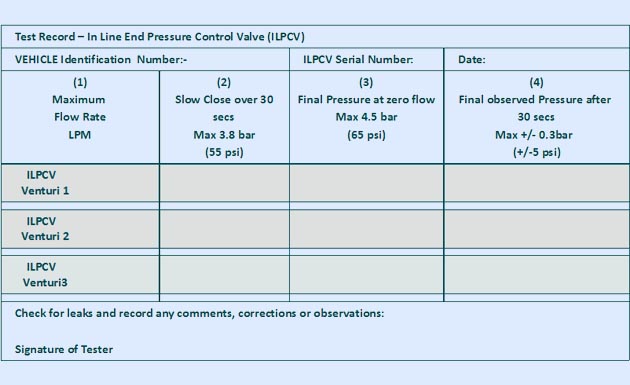 Test Record – In Line End Pressure Control Valve (ILPCV)
VEHICLE Identification Number:- ILPCV Serial Number: Date:
(1) (2) (3) (4)
Maximum Slow Close over 30 Final Pressure at zero flow Final observed Pressure after
Flow Rate secs Max 4.5 bar 30 secs
LPM Max 3.8 bar (65 psi) Max +/- 0.3bar
(55 psi) (+/-5 psi)
ILPCV
Venturi 1
ILPCV
Venturi 2
ILPCV
Venturi3
Check for leaks and record any comments, corrections or observations:
Signature of Tester